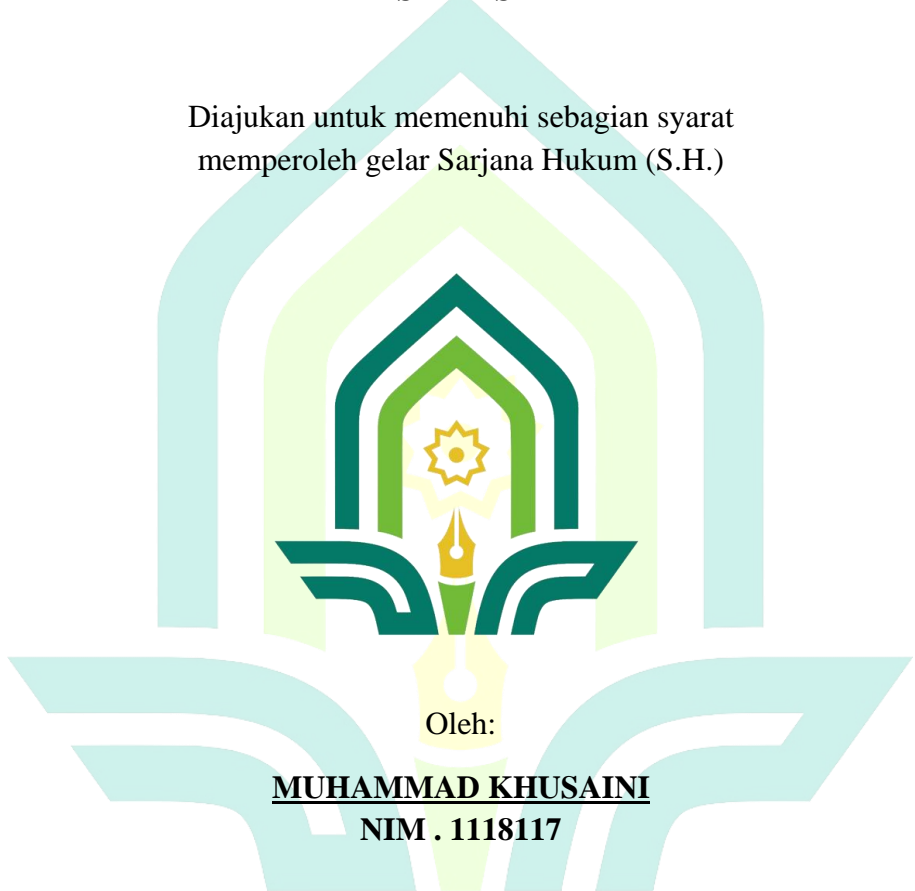 Diajukan untuk memenuhi sebagian syarat
memperoleh gelar Sarjana Hukum (S.H.)
Oleh:
MUHAMMAD KHUSAINI
NIM . 1118117